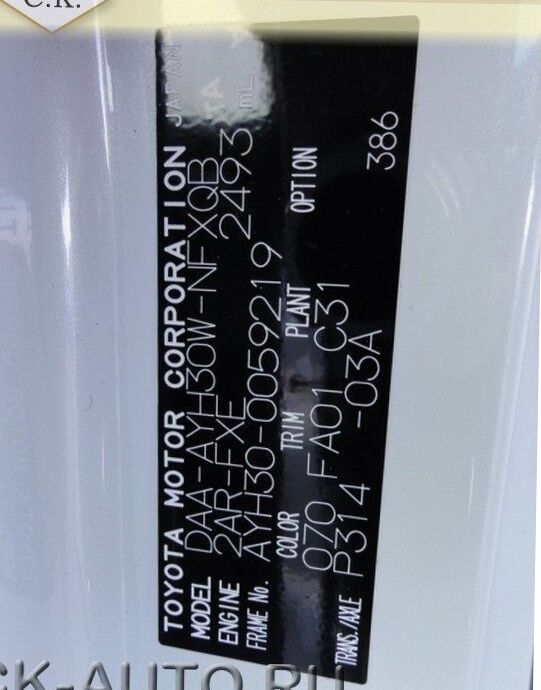 C.K.
TOYOTA MOTOR CORPORATION JAPAN
MODEL DAA-AYH30W-NFXQB
ENGINE 2AR-FXE 2493 mL
FRAME No. AYH30-0059219
COLOR TRIM PLANT OPTION
070 FA01 C31
TRANS./AXLE P314 -03A 386
CK-AUTO.RU